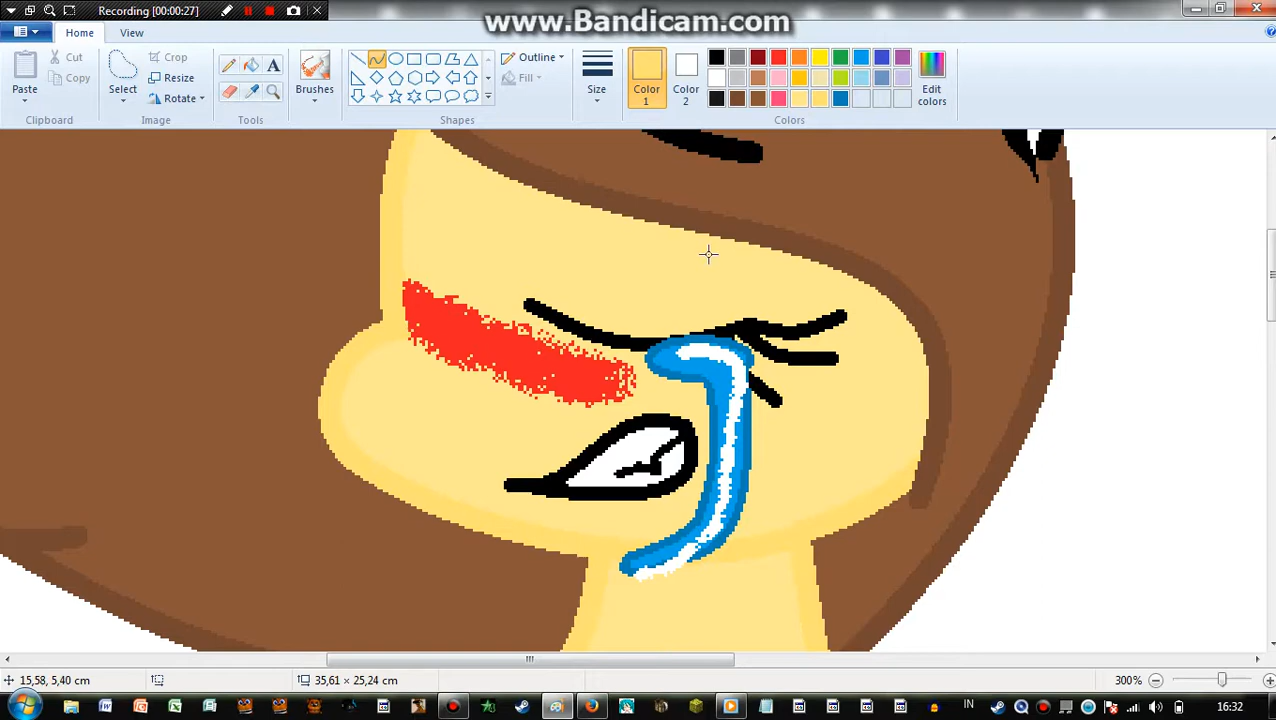 Recording [00:00:27]
www.Bandicam.com
Home View
Paste
Cut
Copy
Clipboard
Select
Crop
Resize
Rotate
Image
A
Tools
Brushes
Outline
Fill
Shapes
Size
Color 1
Color 2
Edit colors
Colors
15,58, 5,40 cm
35,61 × 25,24 cm
300%
IN
16:32